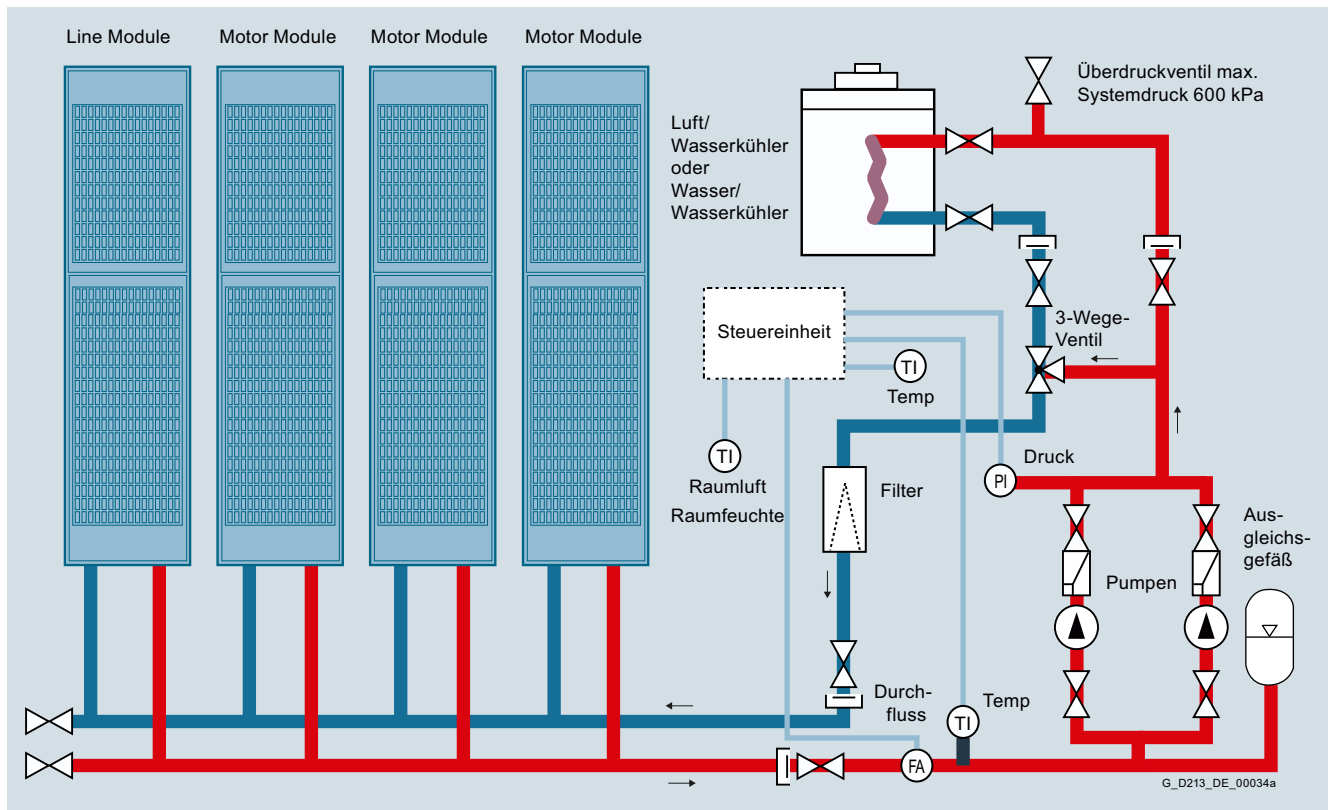 Line Module
Motor Module
Motor Module
Motor Module
Überdruckventil max.
Systemdruck 600 kPa
Luft/
Wasserkühler
oder
Wasser/
Wasserkühler
3-Wege-
Ventil
Steuereinheit
TI
Temp
TI
Raumluft
Raumfeuchte
Druck
PI
Filter
Aus-
gleichs-
gefäß
Pumpen
Durch-
fluss
Temp
TI
FA
G_D213_DE_00034a